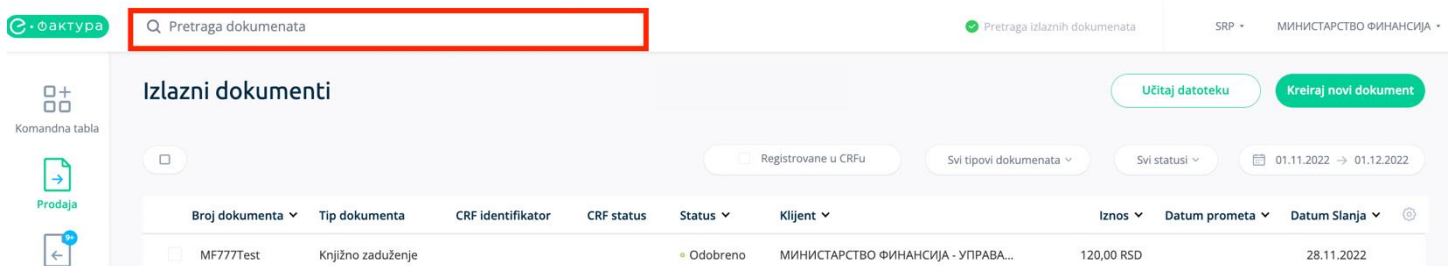 е·Фактура
Pretraga dokumenata
Pretraga izlaznih dokumenata
SRP
МИНИСТАРСТВО ФИНАНСИЈА
Komandna tabla
Prodaja
9+
Izlazni dokumenti
Učitaj datoteku
Kreiraj novi dokument
Registrovane u CRFu
Svi tipovi dokumenata
Svi statusi
01.11.2022 → 01.12.2022
Broj dokumenta Tip dokumenta CRF identifikator CRF status Status Klijent Iznos Datum prometa Datum Slanja
MF777Test Knjižno zaduženje Odobreno МИНИСТАРСТВО ФИНАНСИЈА - УПРАВА... 120,00 RSD 28.11.2022